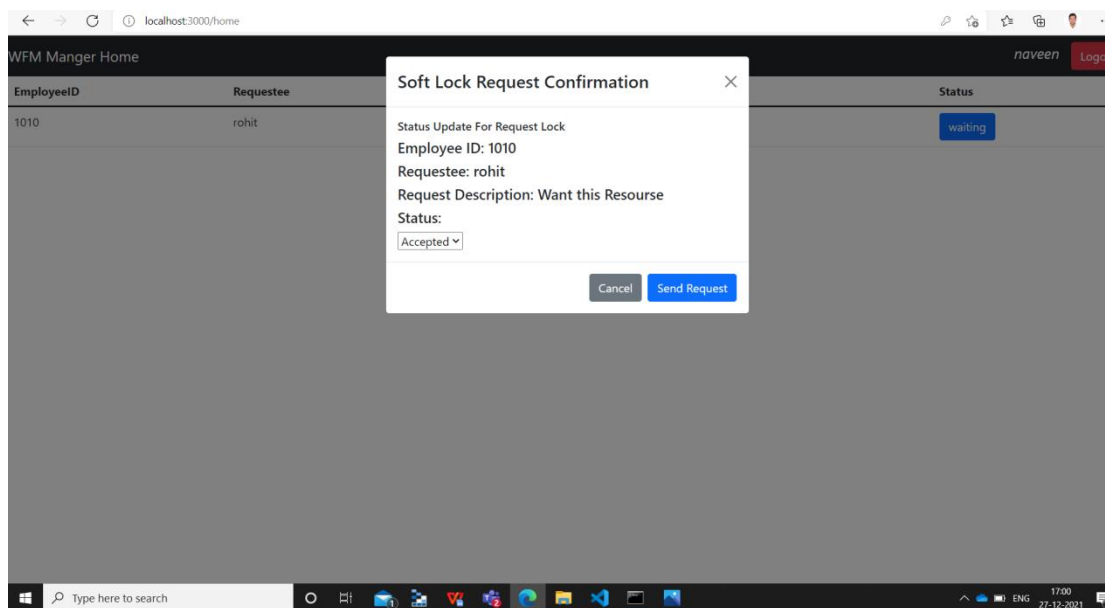 localhost:3000/home
WFM Manger Home
naveen
Logo
EmployeeID Requestee Status
1010 rohit waiting
Soft Lock Request Confirmation
Status Update For Request Lock
Employee ID: 1010
Requestee: rohit
Request Description: Want this Resourse
Status:
Accepted
Cancel Send Request
Type here to search
ENG
17:00
27-12-2021